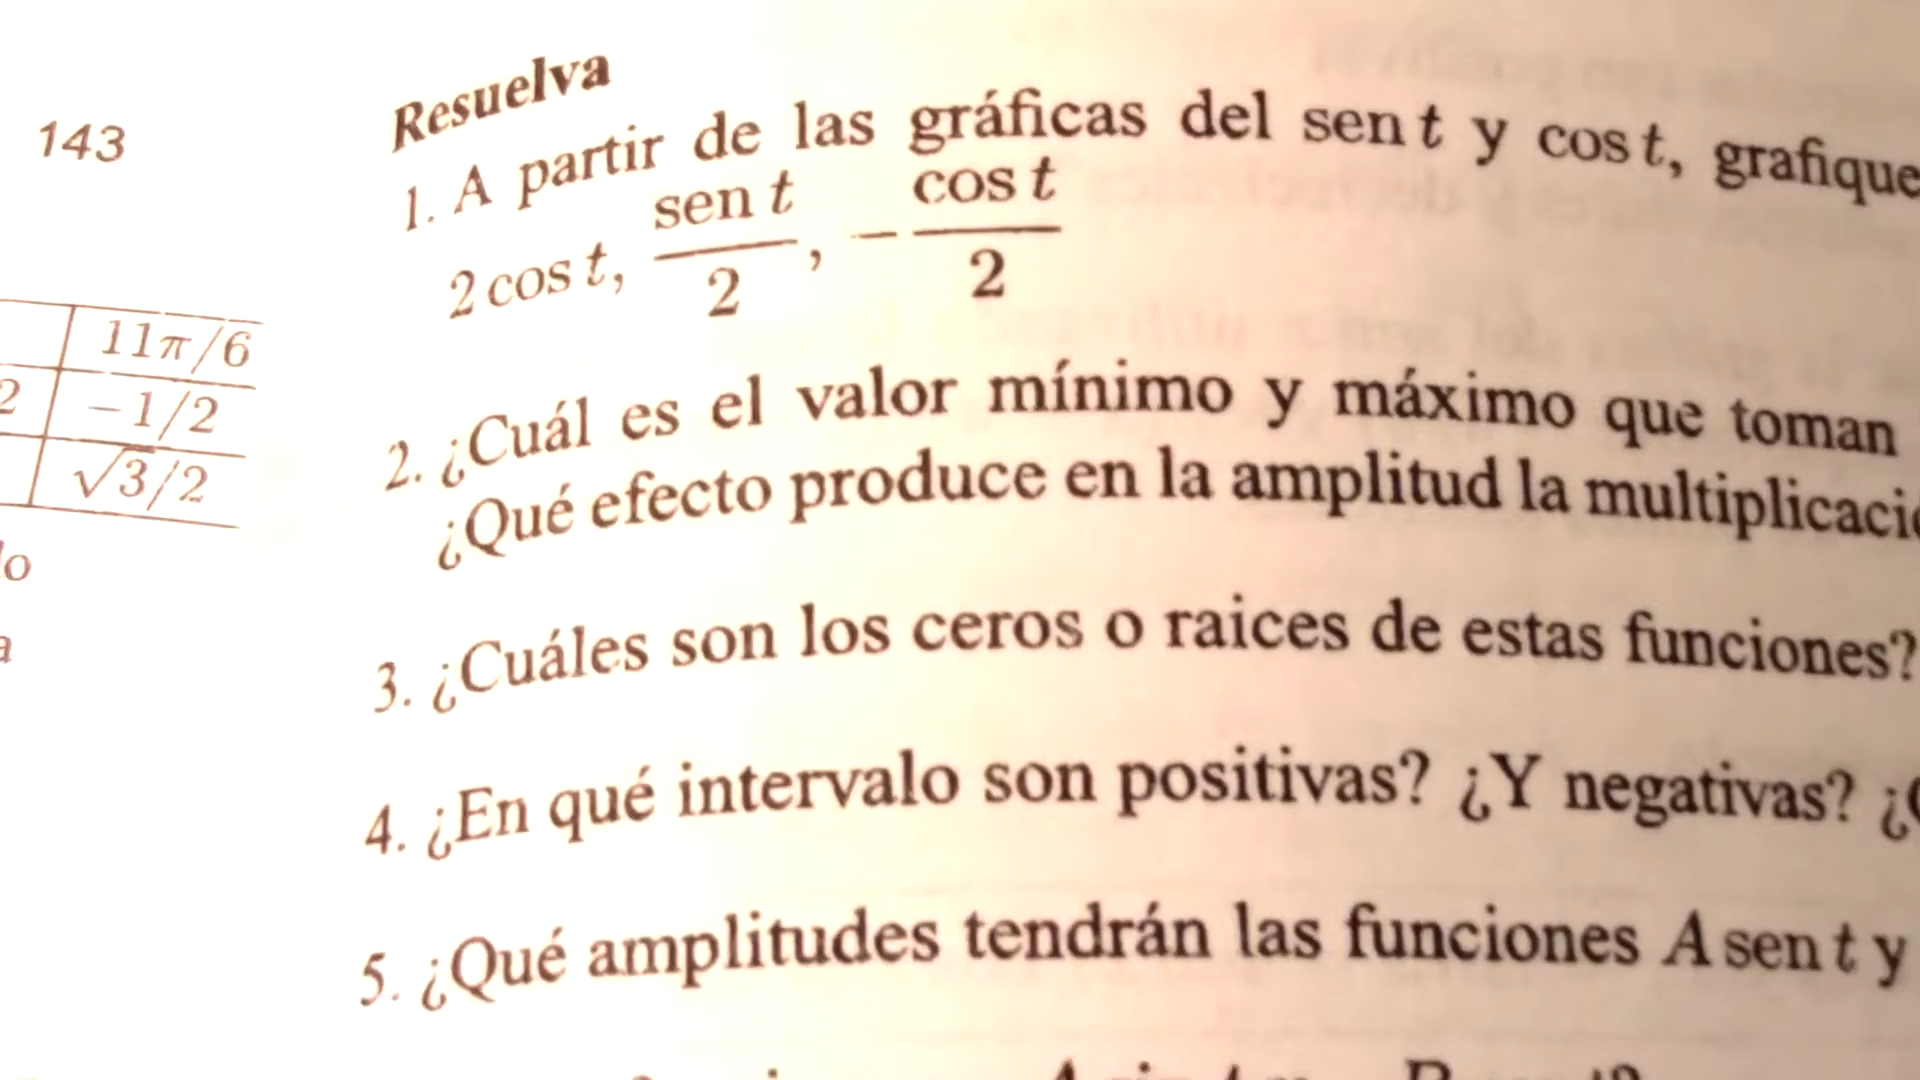 143
11π/6
2 −1/2
√3/2
lo
a
Resuelva
1. A partir de las gráficas del sen t y cos t, grafique
2 cos t, sen t / 2, − cos t / 2
2. ¿Cuál es el valor mínimo y máximo que toman
¿Qué efecto produce en la amplitud la
3. ¿Cuáles son los ceros o raices de estas funciones?
4. ¿En qué intervalo son positivas? ¿Y negativas?
5. ¿Qué amplitudes tendrán las funciones A sen t y